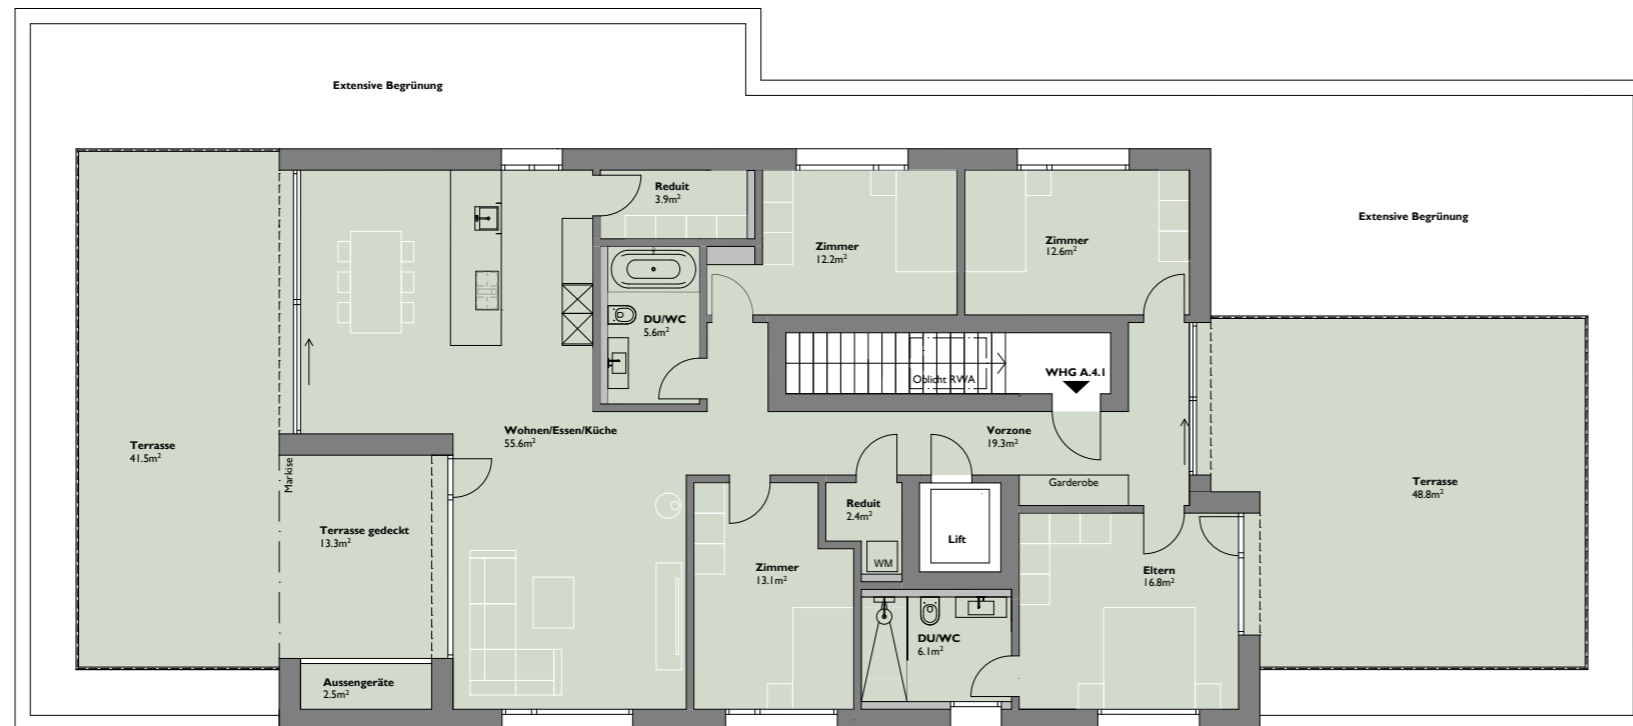 Extensive Begrünung
Reduit
3.9m²
Extensive Begrünung
Zimmer
12.2m²
Zimmer
12.6m²
DU/WC
5.6m²
Oblicht RWA
WHG A.4.1
Terrasse
41.5m²
Wohnen/Essen/Küche
55.6m²
Vorzone
19.3m²
Markise
Garderobe
Terrasse
48.8m²
Terrasse gedeckt
13.3m²
Reduit
2.4m²
Lift
WM
Zimmer
13.1m²
Eltern
16.8m²
DU/WC
6.1m²
Aussengeräte
2.5m²